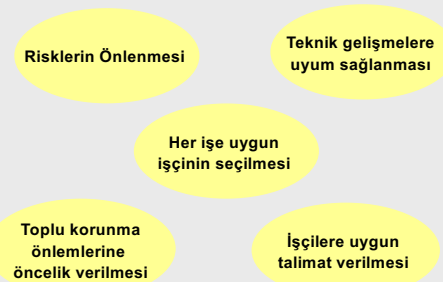 Risklerin Önlenmesi
Teknik gelişmelere
uyum sağlanması
Her işe uygun
işçinin seçilmesi
Toplu korunma
önlemlerine
öncelik verilmesi
İşçilere uygun
talimat verilmesi